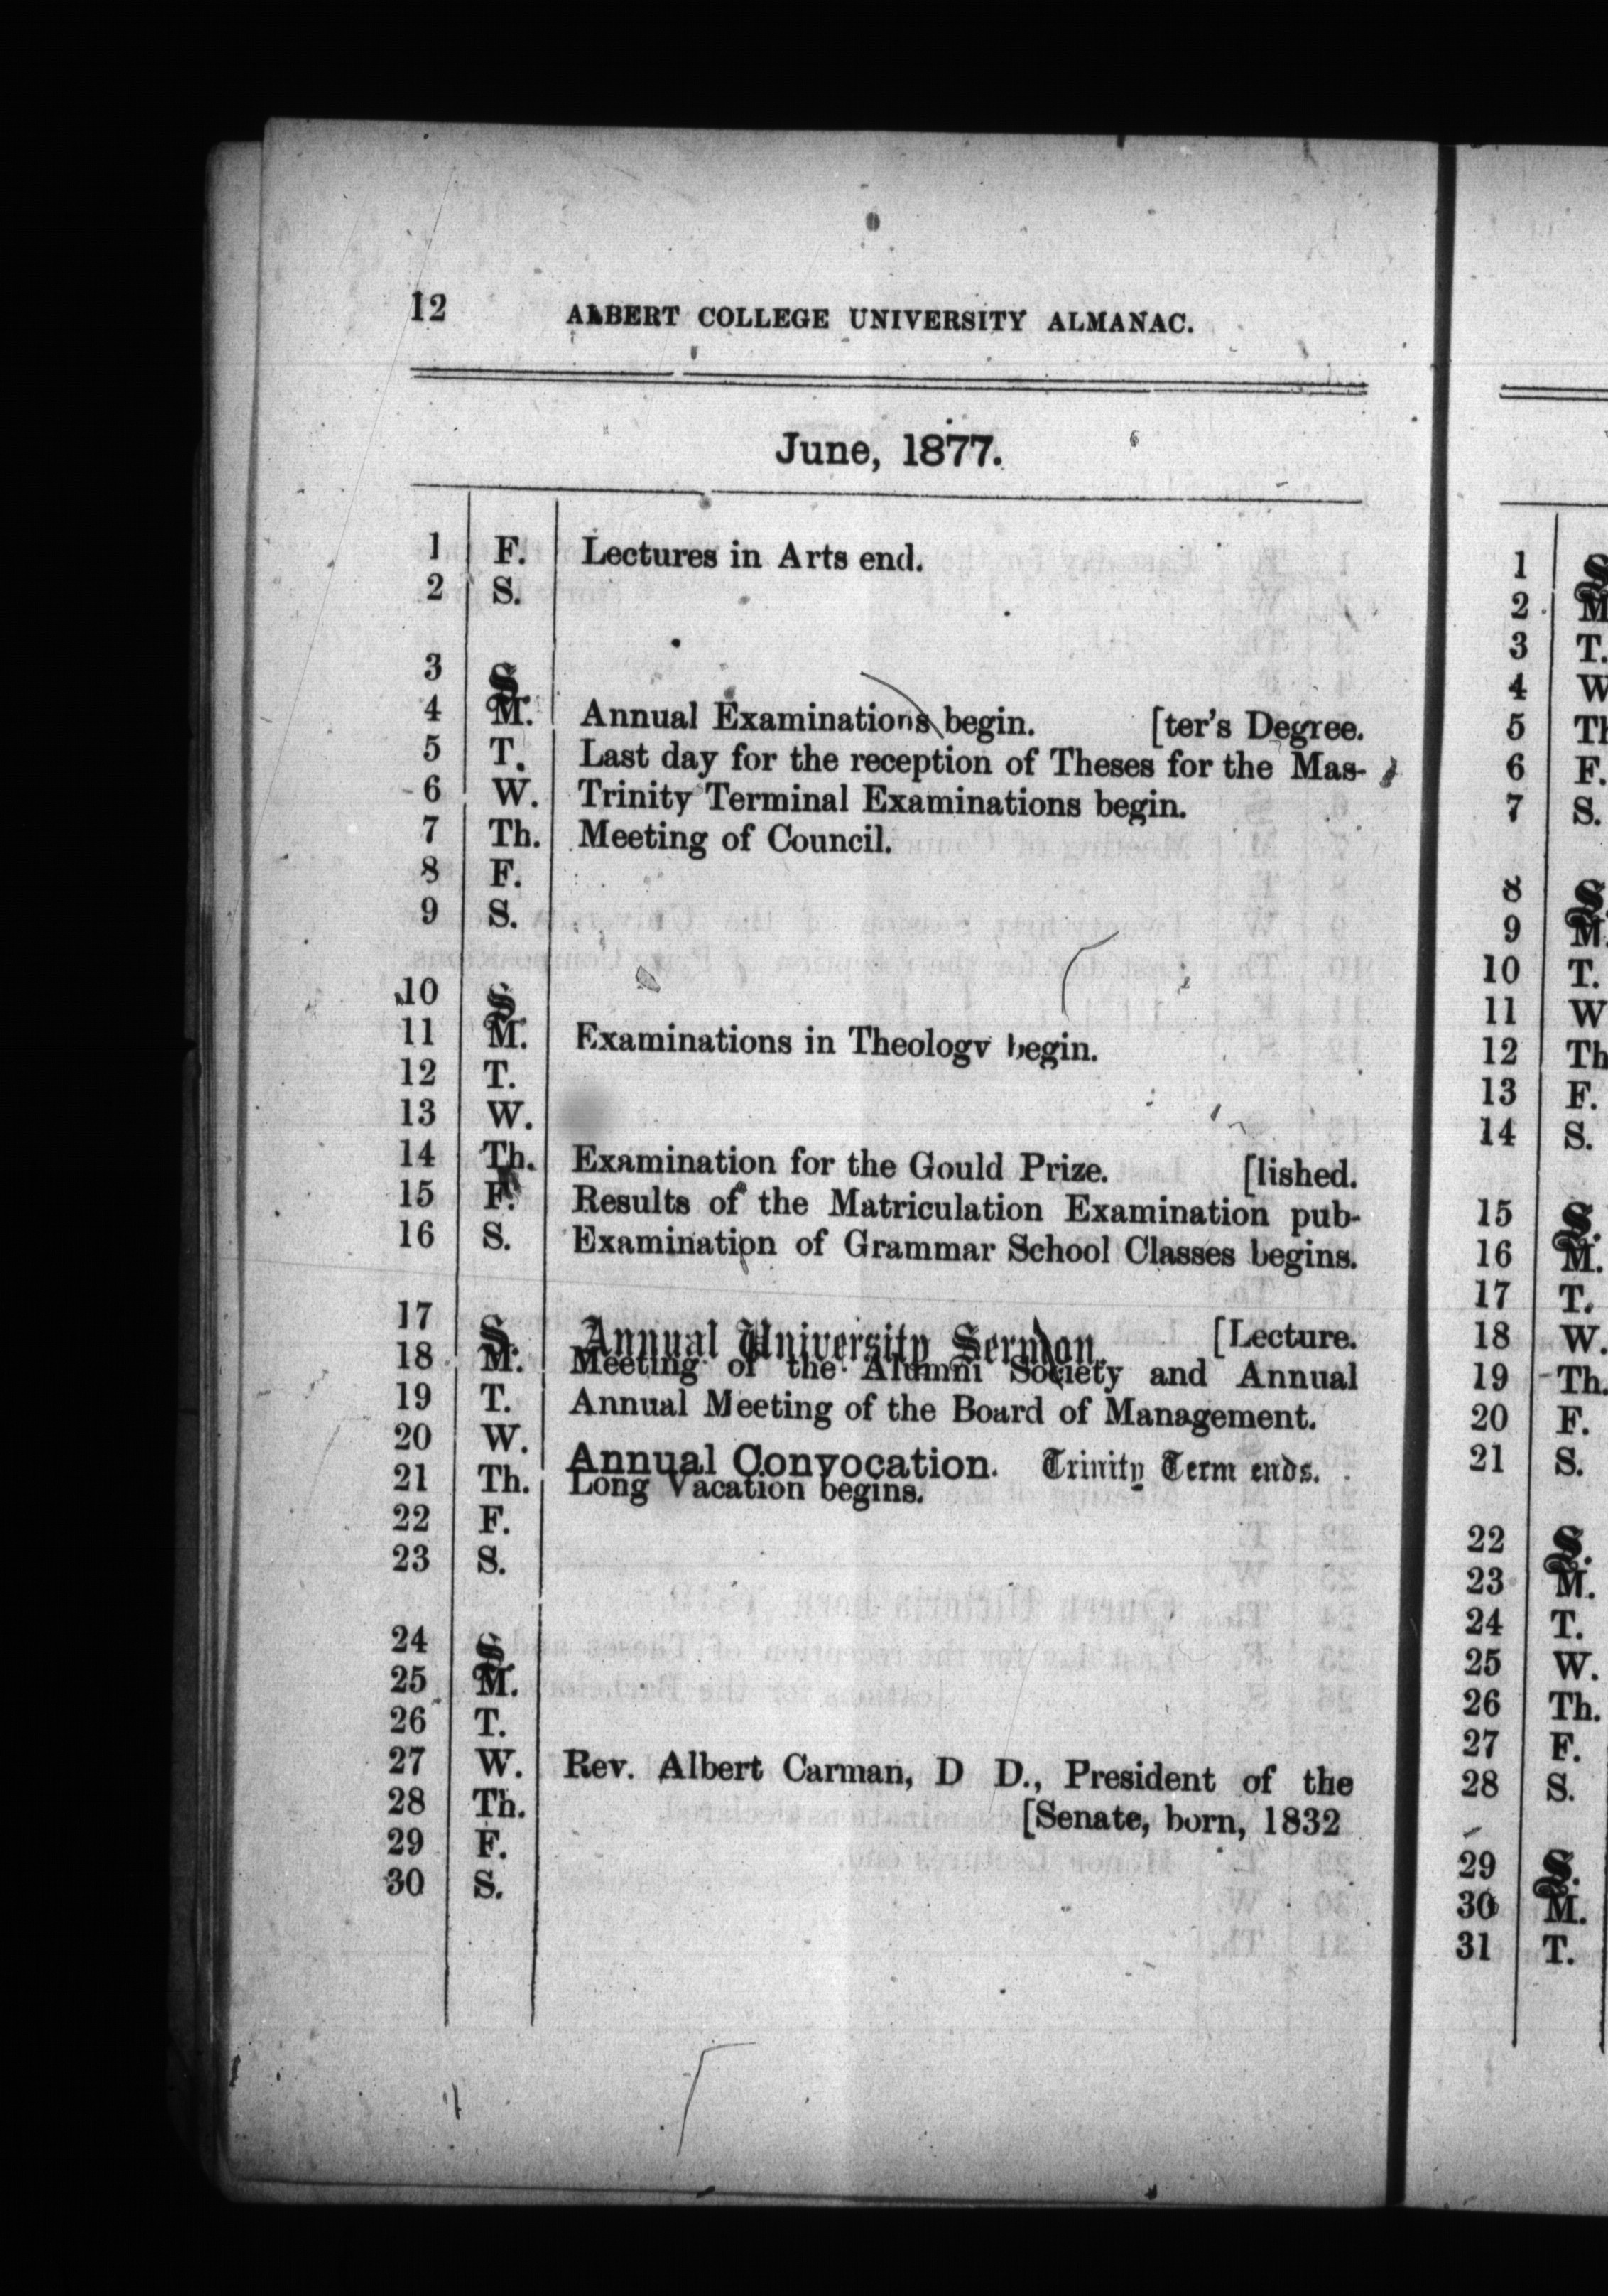 12 ALBERT COLLEGE UNIVERSITY ALMANAC.
June, 1877.
1 F. Lectures in Arts end.
2 S.
3 S.
4 M. Annual Examinations begin. [ter's Degree.
5 T. Last day for the reception of Theses for the Mas-
6 W. Trinity Terminal Examinations begin.
7 Th. Meeting of Council.
8 F.
9 S.
10 S.
11 M. Examinations in Theology begin.
12 T.
13 W.
14 Th. Examination for the Gould Prize. [lished.
15 F. Results of the Matriculation Examination pub-
16 S. Examination of Grammar School Classes begins.
17 S. Annual University Sermon. [Lecture.
18 M. Meeting of the Alumni Society and Annual
19 T. Annual Meeting of the Board of Management.
20 W. Annual Convocation. Trinity Term ends.
21 Th. Long Vacation begins.
22 F.
23 S.
24 S.
25 M.
26 T.
27 W. Rev. Albert Carman, D D., President of the
28 Th. [Senate, born, 1832
29 F.
30 S.
1 S
2 M
3 T.
4 W
5 Th
6 F.
7 S.
8 S.
9 M.
10 T.
11 W
12 Th
13 F.
14 S.
15 S.
16 M.
17 T.
18 W.
19 Th.
20 F.
21 S.
22 S.
23 M.
24 T.
25 W.
26 Th.
27 F.
28 S.
29 S.
30 M.
31 T.